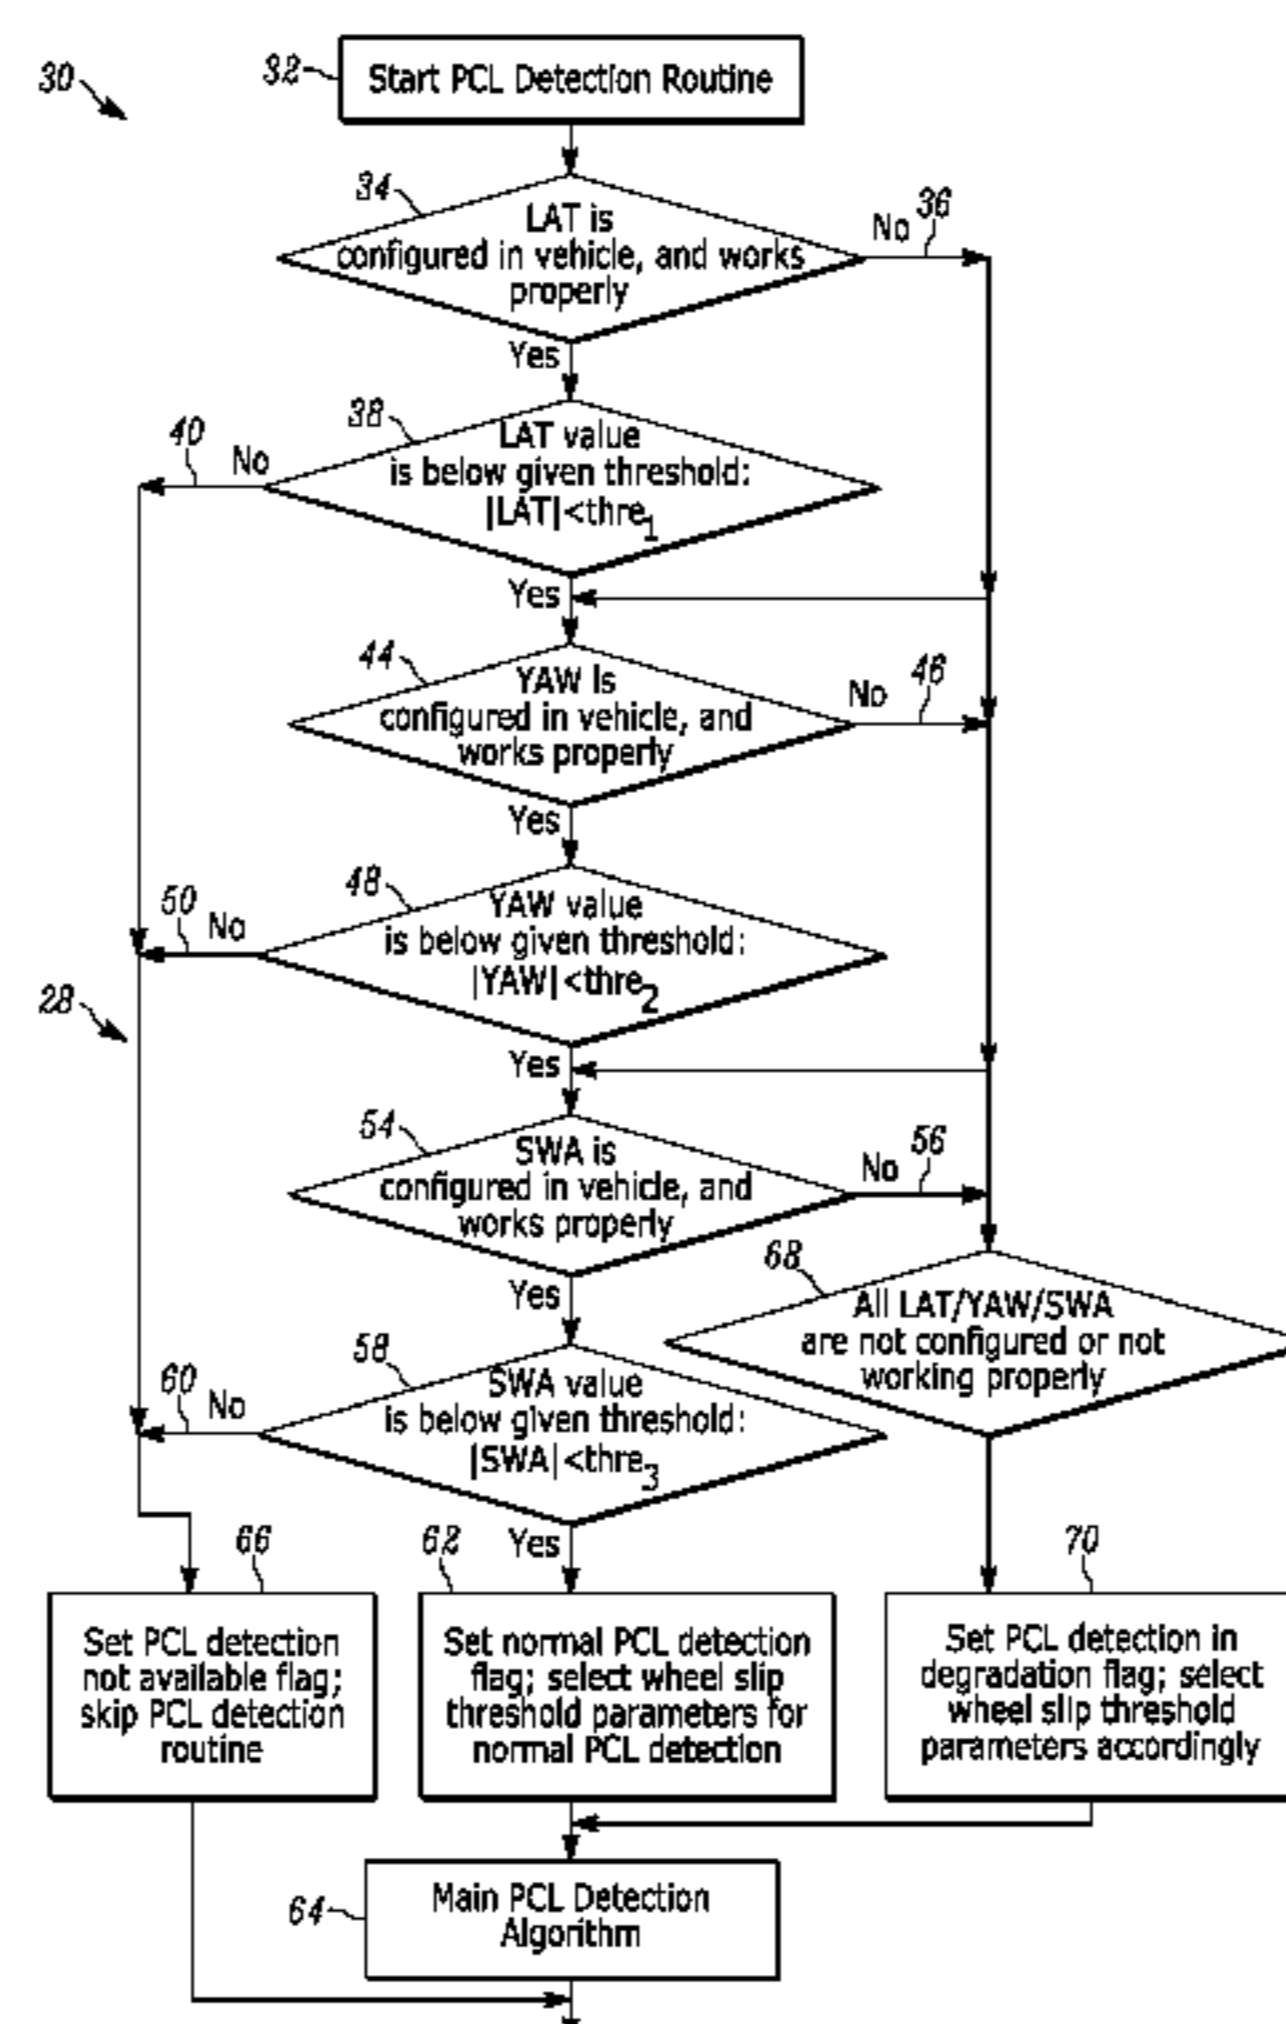 30
32
Start PCL Detection Routine
34
LAT is
configured in vehicle, and works
properly
No
36
Yes
38
LAT value
is below given threshold:
|LAT|<thre1
40
No
Yes
44
YAW is
configured in vehicle, and
works properly
No
46
Yes
48
YAW value
is below given threshold:
|YAW|<thre2
50
No
28
Yes
54
SWA is
configured in vehicle, and
works properly
No
56
Yes
68
All LAT/YAW/SWA
are not configured or not
working properly
58
SWA value
is below given threshold:
|SWA|<thre3
60
No
Yes
66
Set PCL detection
not available flag;
skip PCL detection
routine
62
Set normal PCL detection
flag; select wheel slip
threshold parameters for
normal PCL detection
70
Set PCL detection in
degradation flag; select
wheel slip threshold
parameters accordingly
64
Main PCL Detection
Algorithm